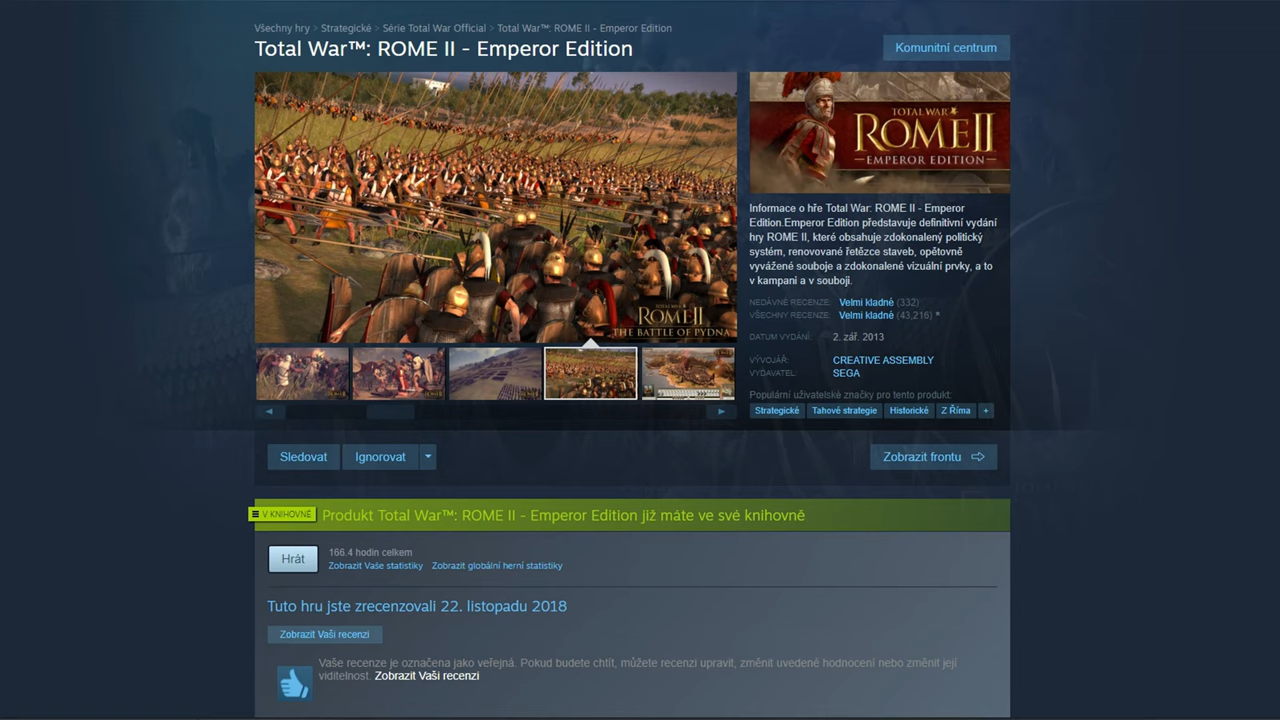 Všechny hry > Strategické > Série Total War Official > Total War™: ROME II - Emperor Edition
Total War™: ROME II - Emperor Edition
Komunitní centrum
TOTAL WAR
ROME II
THE BATTLE OF PYDNA
TOTAL WAR
ROME II
EMPEROR EDITION
Informace o hře Total War: ROME II - Emperor
Edition.Emperor Edition představuje definitivní vydání
hry ROME II, které obsahuje zdokonalený politický
systém, renovované řetězce staveb, opětovně
vyvážené souboje a zdokonalené vizuální prvky, a to
v kampani a v souboji.
NEDÁVNÉ RECENZE: Velmi kladné (332)
VŠECHNY RECENZE: Velmi kladné (43,216) *
DATUM VYDÁNÍ: 2. zář. 2013
VÝVOJÁŘ: CREATIVE ASSEMBLY
VYDAVATEL: SEGA
Populární uživatelské značky pro tento produkt:
Strategické Tahové strategie Historické Z Říma +
Sledovat Ignorovat
Zobrazit frontu
V KNIHOVNĚ
Produkt Total War™: ROME II - Emperor Edition již máte ve své knihovně
Hrát
166.4 hodin celkem
Zobrazit Vaše statistiky Zobrazit globální herní statistiky
Tuto hru jste zrecenzovali 22. listopadu 2018
Zobrazit Vaši recenzi
Vaše recenze je označena jako veřejná. Pokud budete chtít, můžete recenzi upravit, změnit uvedené hodnocení nebo změnit její
viditelnost. Zobrazit Vaši recenzi